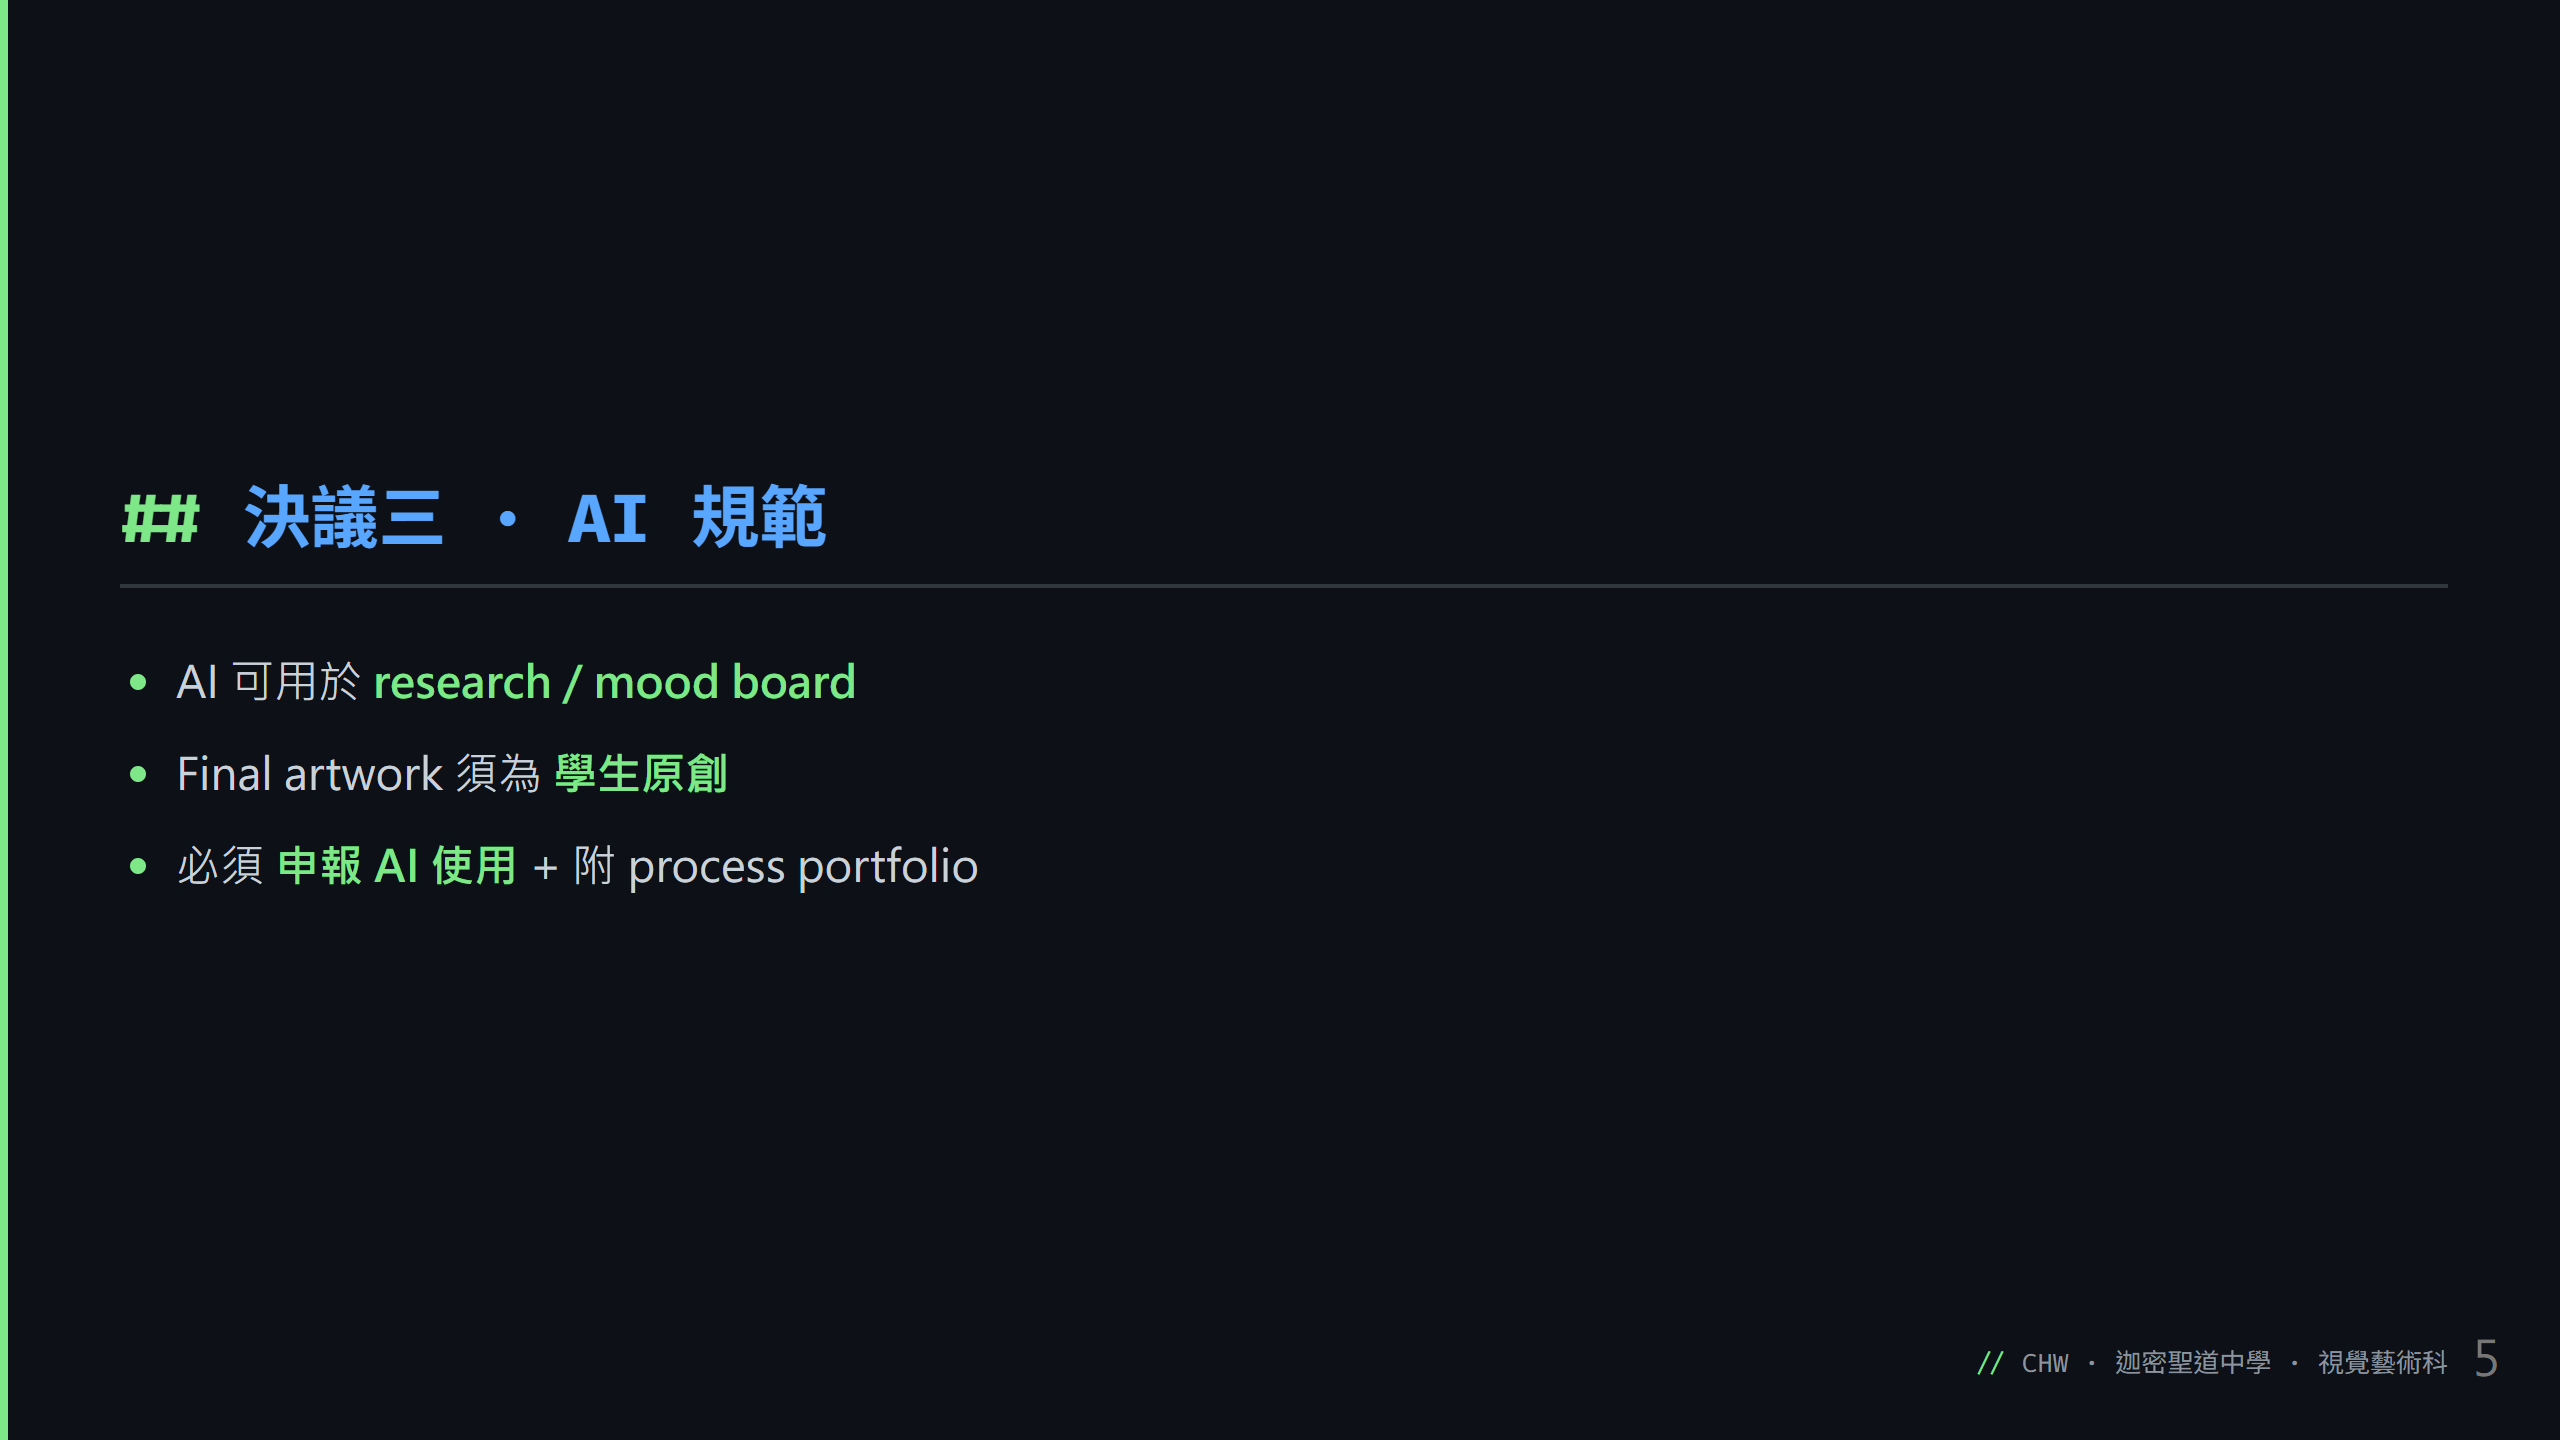 ## 決議三 · AI 規範
• AI 可用於 research / mood board
• Final artwork 須為 學生原創
• 必須 申報 AI 使用 + 附 process portfolio
// CHW · 迦密聖道中學 · 視覺藝術科 5